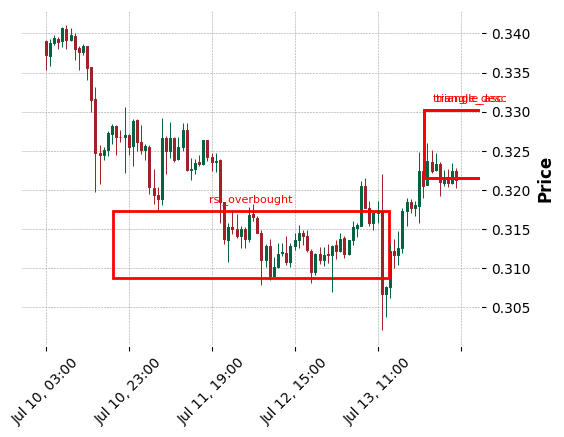 0.340
0.335
0.330
0.325
0.320
0.315
0.310
0.305
Price
rsi_overbought
triangle_desc
Jul 10, 03:00
Jul 10, 23:00
Jul 11, 19:00
Jul 12, 15:00
Jul 13, 11:00